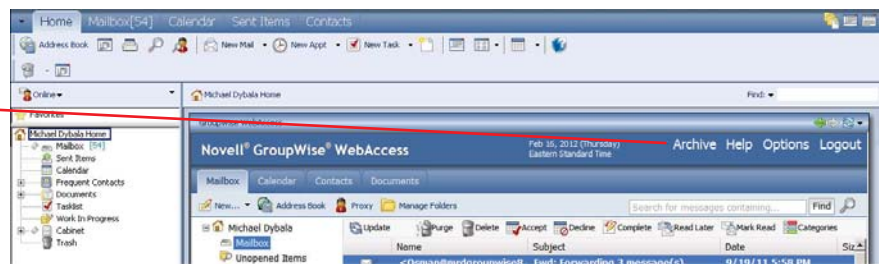 Home Mailbox[54] Calendar Sent Items Contacts
Address Book New Mail New Appt New Task
Online Michael Dybala Home Find:
Favorites
GroupWise WebAccess
Michael Dybala Home
Mailbox [54]
Sent Items
Calendar
Frequent Contacts
Documents
Tasklist
Work In Progress
Cabinet
Trash
Novell® GroupWise® WebAccess
Feb 16, 2012 (Thursday)
Eastern Standard Time
Archive Help Options Logout
Mailbox Calendar Contacts Documents
New... Address Book Proxy Manage Folders Search for messages containing... Find
Michael Dybala
Mailbox
Unopened Items
Update Purge Delete Accept Decline Complete Read Later Mark Read Categories
Name Subject Date Siz
Fwd: Forwarding 3 message(s) 9/19/11 5:58 PM